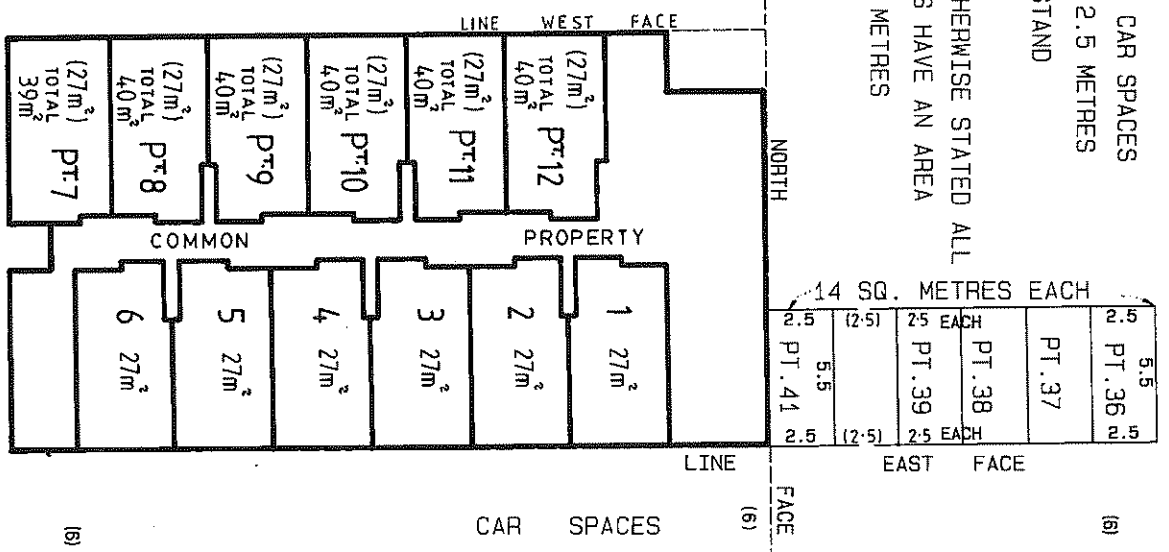 CAR SPACES
2.5 METRES
STAND
HERWISE STATED ALL
S HAVE AN AREA
METRES
LINE WEST FACE
NORTH
(27m²)
TOTAL
40m²
PT.12
(27m²)
TOTAL
40m²
PT.11
(27m²)
TOTAL
40m²
PT.10
(27m²)
TOTAL
40m²
PT.9
(27m²)
TOTAL
40m²
PT.8
(27m²)
TOTAL
39m²
PT.7
COMMON PROPERTY
1 27m²
2 27m²
3 27m²
4 27m²
5 27m²
6 27m²
14 SQ. METRES EACH
2.5 (2.5) 2.5 EACH 2.5
5.5
PT.41
PT.39
PT.38
PT.37
5.5
PT.36
2.5 (2.5) 2.5 EACH 2.5
EAST FACE
LINE
FACE
CAR SPACES
(6)
(6)
(6)